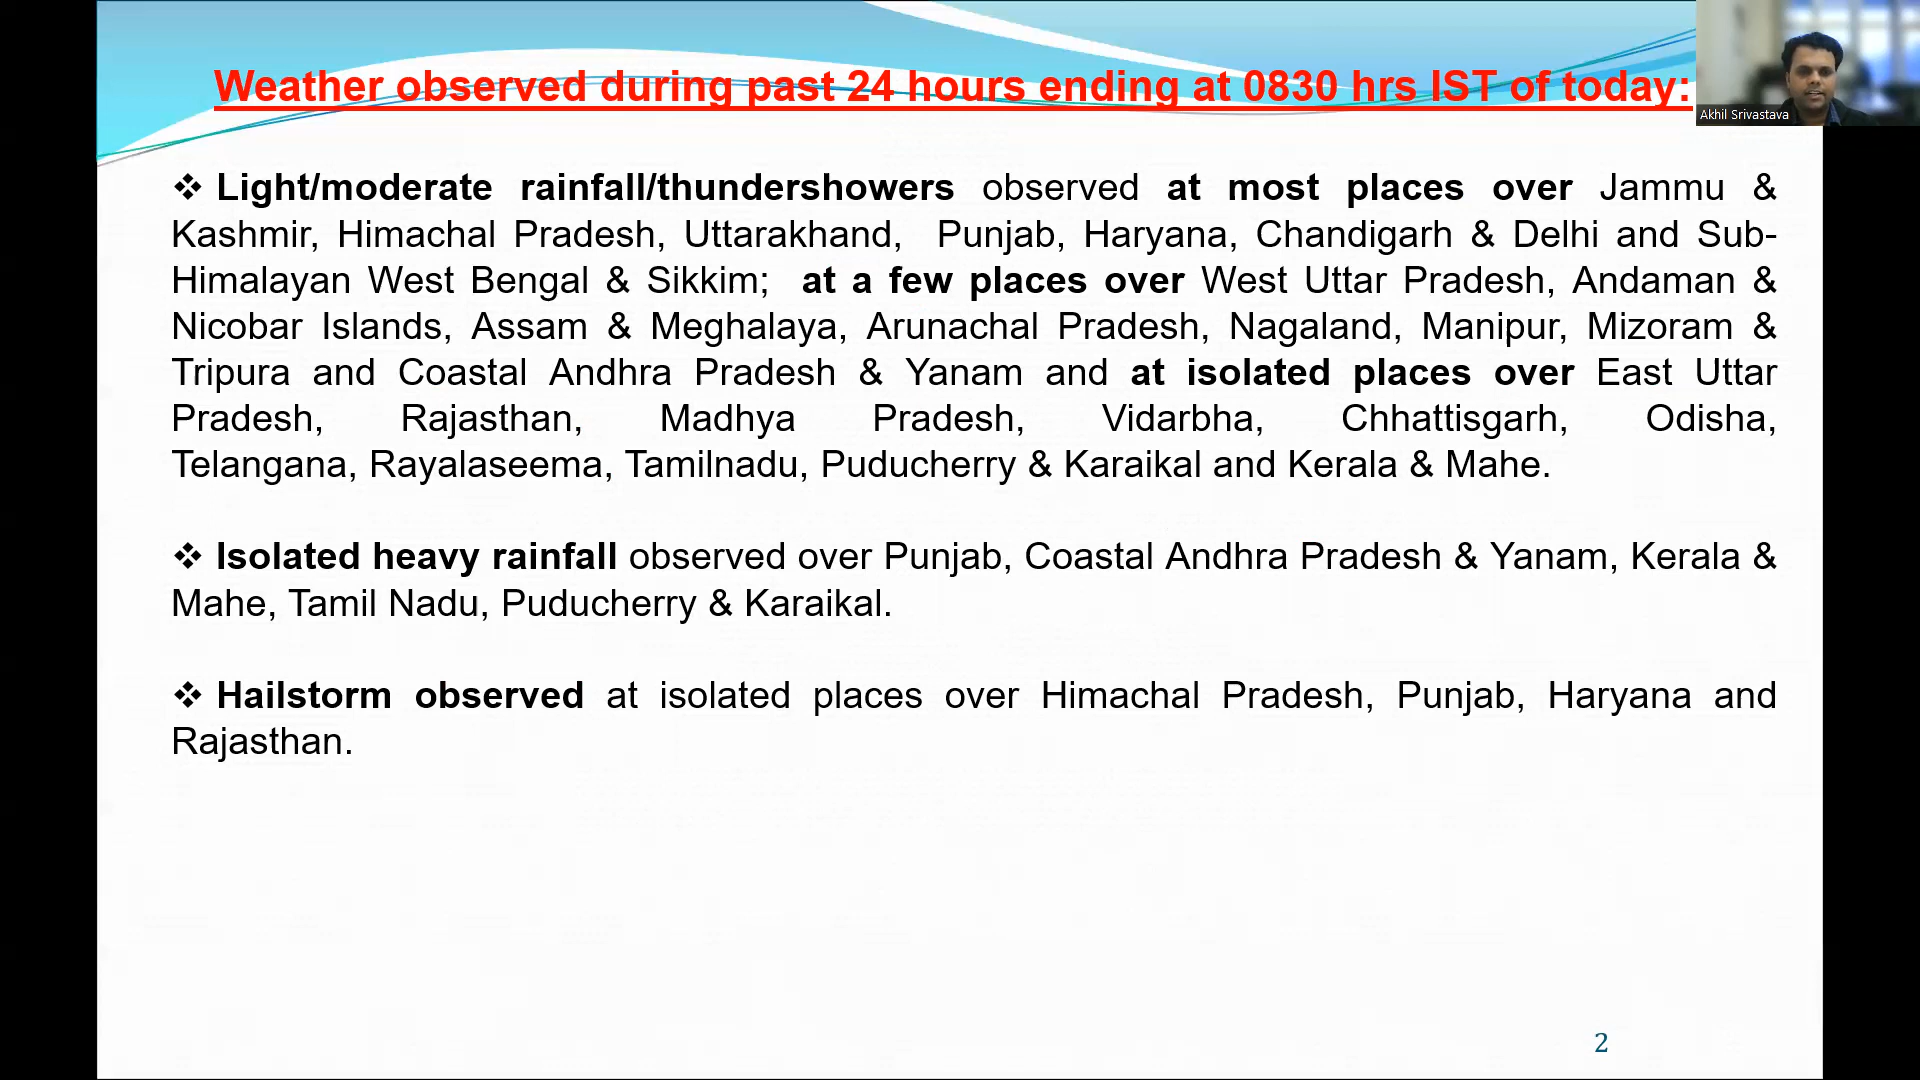 Weather observed during past 24 hours ending at 0830 hrs IST of today:
Akhil Srivastava
❖ Light/moderate rainfall/thundershowers observed at most places over Jammu &
Kashmir, Himachal Pradesh, Uttarakhand, Punjab, Haryana, Chandigarh & Delhi and Sub-
Himalayan West Bengal & Sikkim; at a few places over West Uttar Pradesh, Andaman &
Nicobar Islands, Assam & Meghalaya, Arunachal Pradesh, Nagaland, Manipur, Mizoram &
Tripura and Coastal Andhra Pradesh & Yanam and at isolated places over East Uttar
Pradesh, Rajasthan, Madhya Pradesh, Vidarbha, Chhattisgarh, Odisha,
Telangana, Rayalaseema, Tamilnadu, Puducherry & Karaikal and Kerala & Mahe.
❖ Isolated heavy rainfall observed over Punjab, Coastal Andhra Pradesh & Yanam, Kerala &
Mahe, Tamil Nadu, Puducherry & Karaikal.
❖ Hailstorm observed at isolated places over Himachal Pradesh, Punjab, Haryana and
Rajasthan.
2